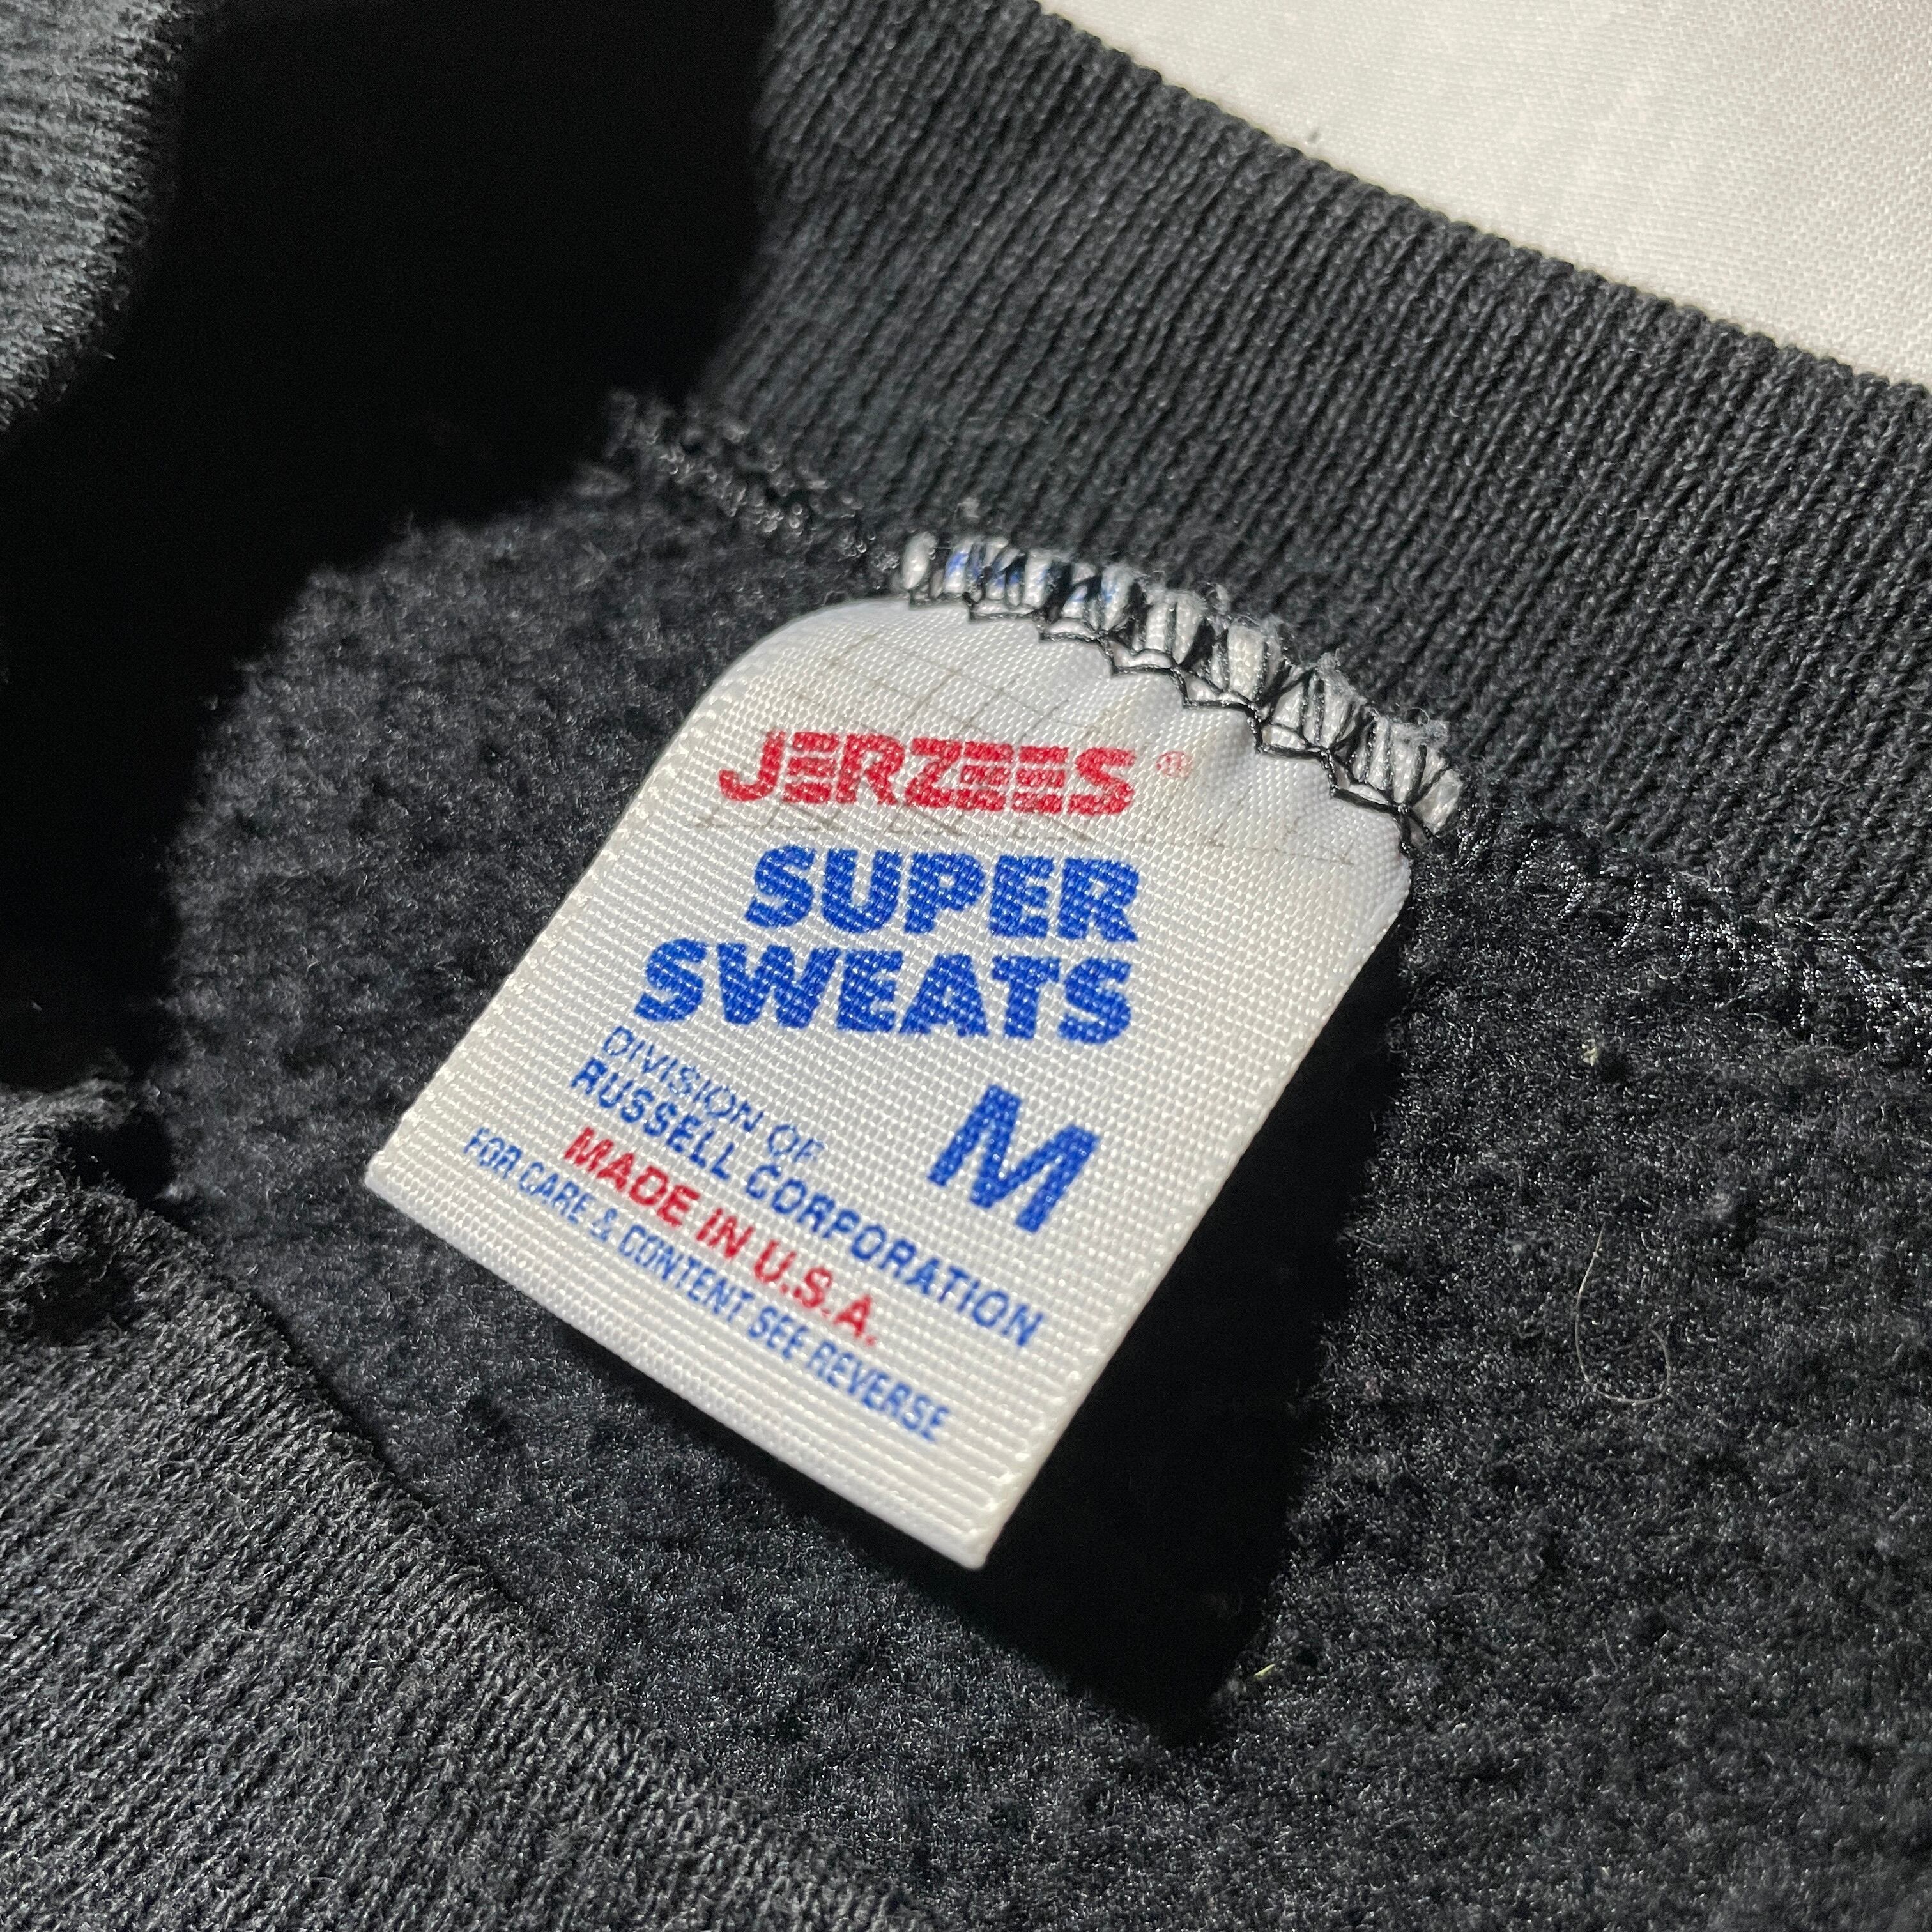 JERZEES®
SUPER
SWEATS
DIVISION OF
RUSSELL CORPORATION
M
MADE IN U.S.A.
FOR CARE & CONTENT SEE REVERSE